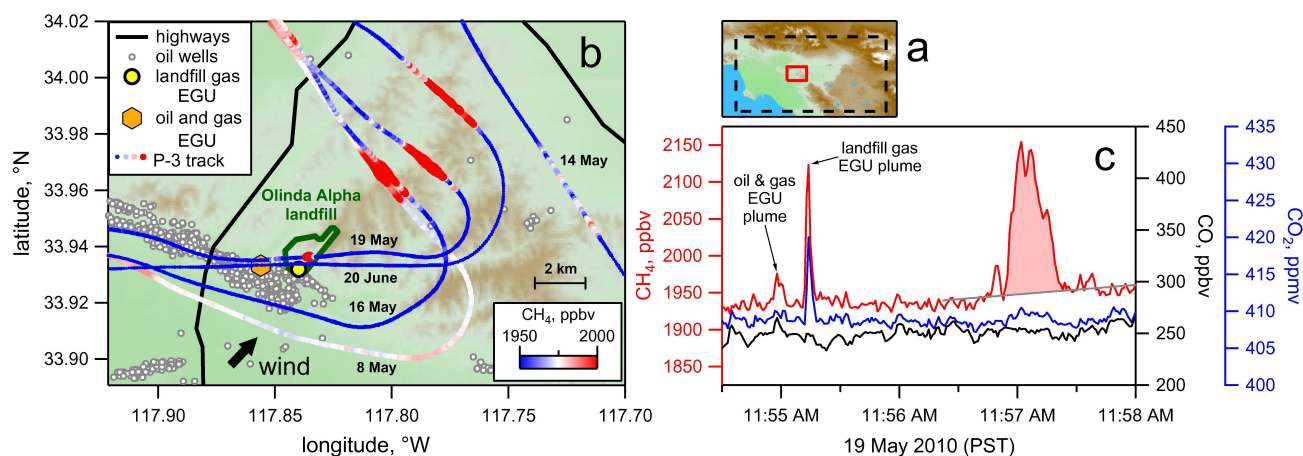 34.02
34.00
33.98
33.96
33.94
33.92
33.90
latitude, °N
highways
oil wells
landfill gas
EGU
oil and gas
EGU
P-3 track
b
14 May
Olinda Alpha
landfill
19 May
20 June
16 May
8 May
2 km
wind
CH₄, ppbv
1950
2000
117.90
117.85
117.80
117.75
117.70
longitude, °W
a
2150
2100
2050
2000
1950
1900
1850
CH₄, ppbv
c
landfill gas
EGU plume
oil & gas
EGU
plume
450
400
350
300
250
200
CO, ppbv
435
430
425
420
415
410
405
400
CO₂, ppmv
11:55 AM
11:56 AM
11:57 AM
11:58 AM
19 May 2010 (PST)